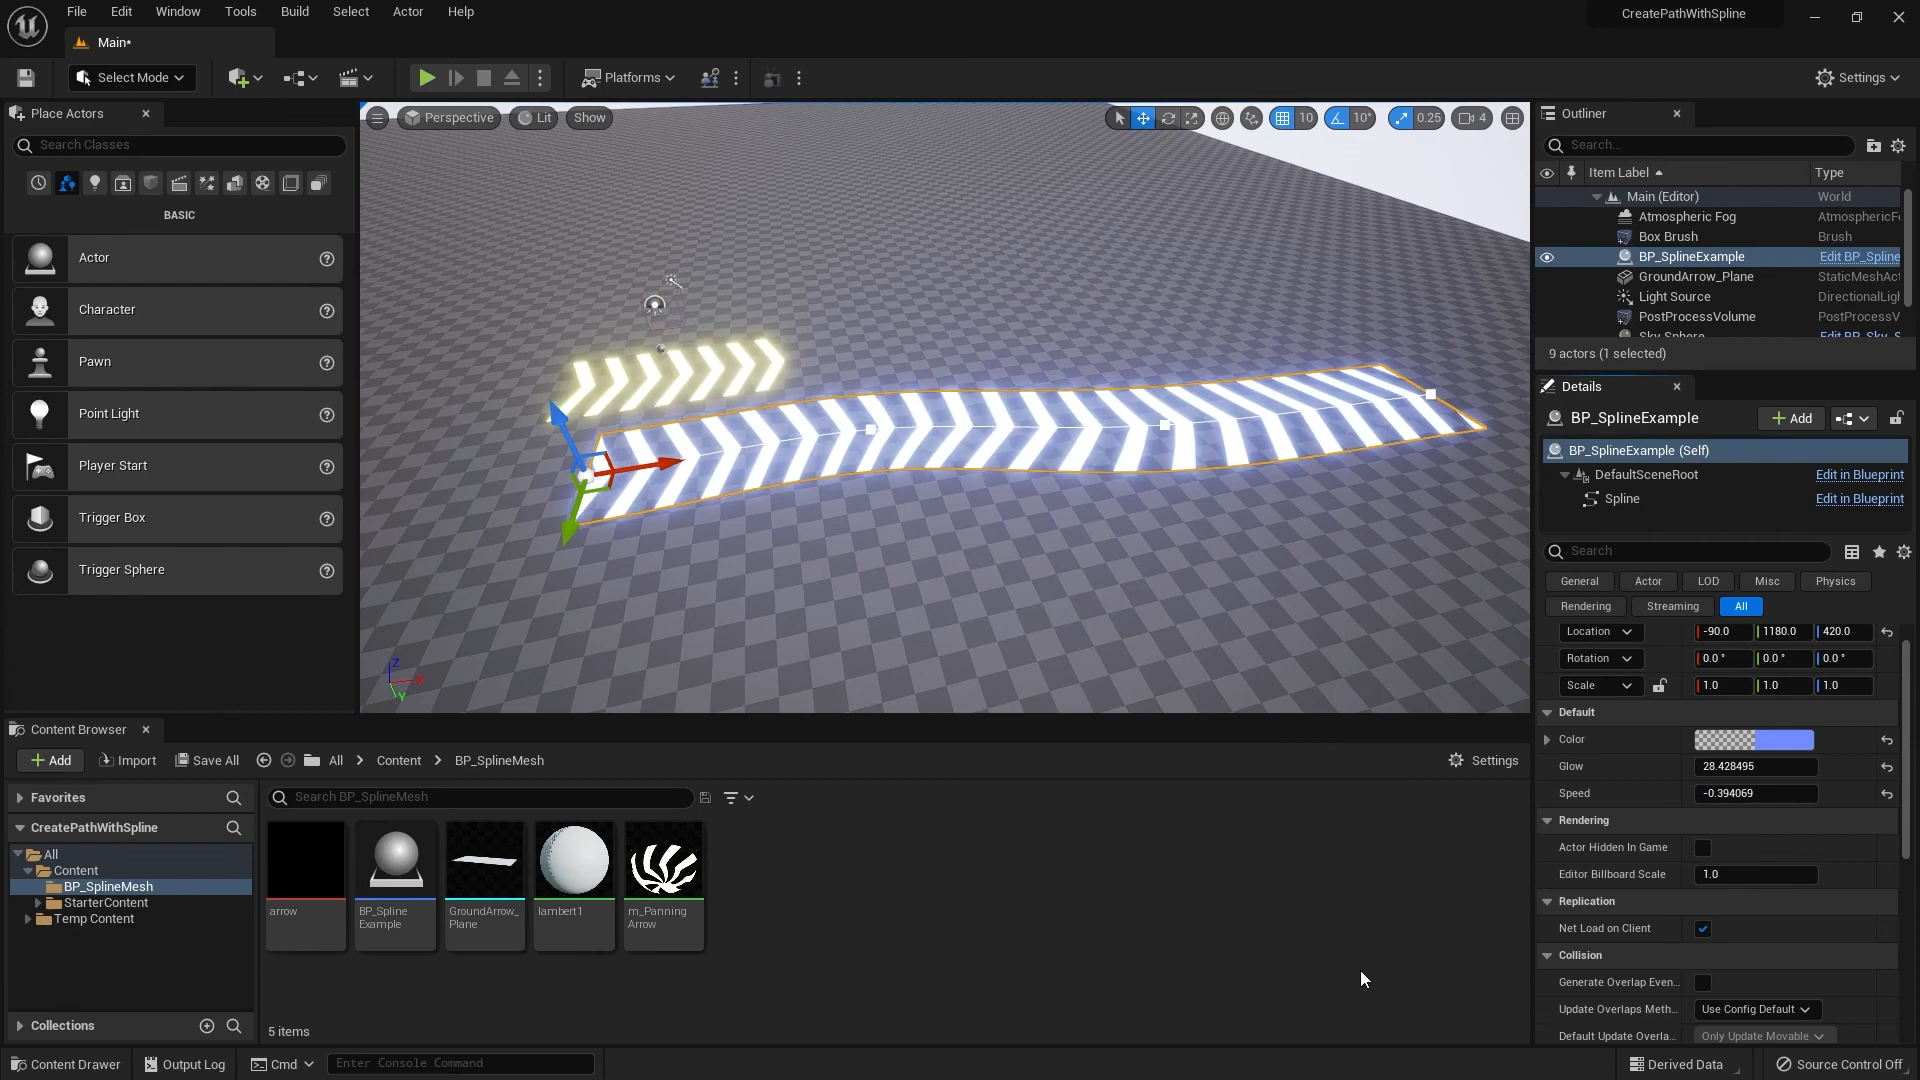 File Edit Window Tools Build Select Actor Help
CreatePathWithSpline
Main*
Select Mode
Platforms
Settings
Place Actors
Search Classes
BASIC
Actor
Character
Pawn
Point Light
Player Start
Trigger Box
Trigger Sphere
Perspective Lit Show
10 10° 0.25 4
Z
X
Y
Outliner
Search...
Item Label Type
Main (Editor) World
Atmospheric Fog AtmosphericF
Box Brush Brush
BP_SplineExample Edit BP_Spline
GroundArrow_Plane StaticMeshAct
Light Source DirectionalLigh
PostProcessVolume PostProcessV
Sky Sphere Edit BP_Sky_S
9 actors (1 selected)
Details
BP_SplineExample Add
BP_SplineExample (Self)
DefaultSceneRoot Edit in Blueprint
Spline Edit in Blueprint
Search
General Actor LOD Misc Physics
Rendering Streaming All
Location -90.0 1180.0 420.0
Rotation 0.0 ° 0.0 ° 0.0 °
Scale 1.0 1.0 1.0
Default
Color
Glow 28.428495
Speed -0.394069
Rendering
Actor Hidden In Game
Editor Billboard Scale 1.0
Replication
Net Load on Client
Collision
Generate Overlap Even...
Update Overlaps Meth... Use Config Default
Default Update Overla... Only Update Movable
Content Browser
Add Import Save All All Content BP_SplineMesh Settings
Favorites
CreatePathWithSpline
All
Content
BP_SplineMesh
StarterContent
Temp Content
Collections
Search BP_SplineMesh
arrow
BP_Spline
Example
GroundArrow_
Plane
lambert1
m_Panning
Arrow
5 items
Content Drawer Output Log Cmd Enter Console Command Derived Data Source Control Off